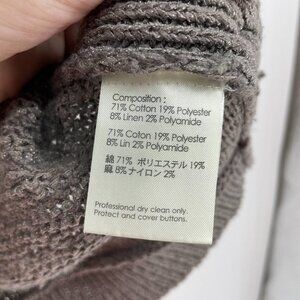 Composition :
71% Cotton 19% Polyester
8% Linen 2% Polyamide
71% Coton 19% Polyester
8% Lin 2% Polyamide
綿 71% ポリエステル 19%
麻 8% ナイロン 2%
Professional dry clean only.
Protect and cover buttons.